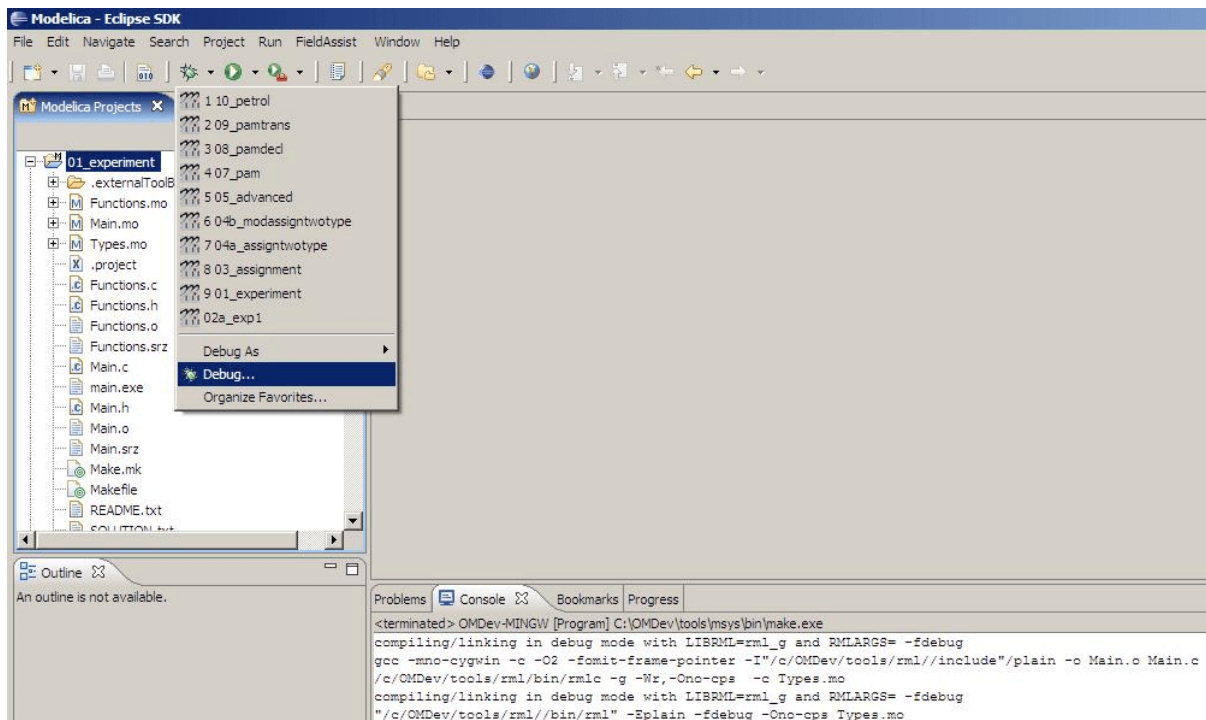 Modelica - Eclipse SDK
File Edit Navigate Search Project Run FieldAssist Window Help
010
Modelica Projects
1 10_petrol
2 09_pamtrans
3 08_pamdecl
4 07_pam
5 05_advanced
6 04b_modassigntwotype
7 04a_assigntwotype
8 03_assignment
9 01_experiment
02a_exp1
Debug As
Debug...
Organize Favorites...
01_experiment
.externalToolB
Functions.mo
Main.mo
Types.mo
.project
Functions.c
Functions.h
Functions.o
Functions.srz
Main.c
main.exe
Main.h
Main.o
Main.srz
Make.mk
Makefile
README.txt
SOLUTION.txt
Outline
An outline is not available.
Problems Console Bookmarks Progress
<terminated> OMDev-MINGW [Program] C:\OMDev\tools\msys\bin\make.exe
compiling/linking in debug mode with LIBRML=rml_g and RMLARGS= -fdebug
gcc -mno-cygwin -c -O2 -fomit-frame-pointer -I"/c/OMDev/tools/rml//include"/plain -o Main.o Main.c
/c/OMDev/tools/rml/bin/rmlc -g -Wr,-Ono-cps -c Types.mo
compiling/linking in debug mode with LIBRML=rml_g and RMLARGS= -fdebug
"/c/OMDev/tools/rml//bin/rml" -Eplain -fdebug -Ono-cps Types.mo